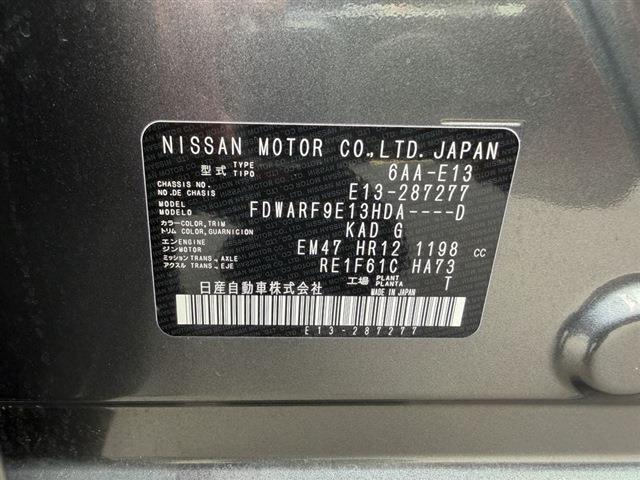 NISSAN MOTOR CO.,LTD. JAPAN
型式 TYPE TIPO 6AA-E13
CHASSIS NO. NO.DE CHASIS E13-287277
MODEL MODELO FDWARF9E13HDA----D
カラー COLOR,TRIM トリム COLOR,GUARNICION KAD G
エンジン ENGINE MOTOR EM47 HR12 1198 cc
ミッション TRANS.,AXLE アクスル TRANS.,EJE RE1F61C HA73
日産自動車株式会社 工場 PLANT PLANTA T
MADE IN JAPAN
E13-287277